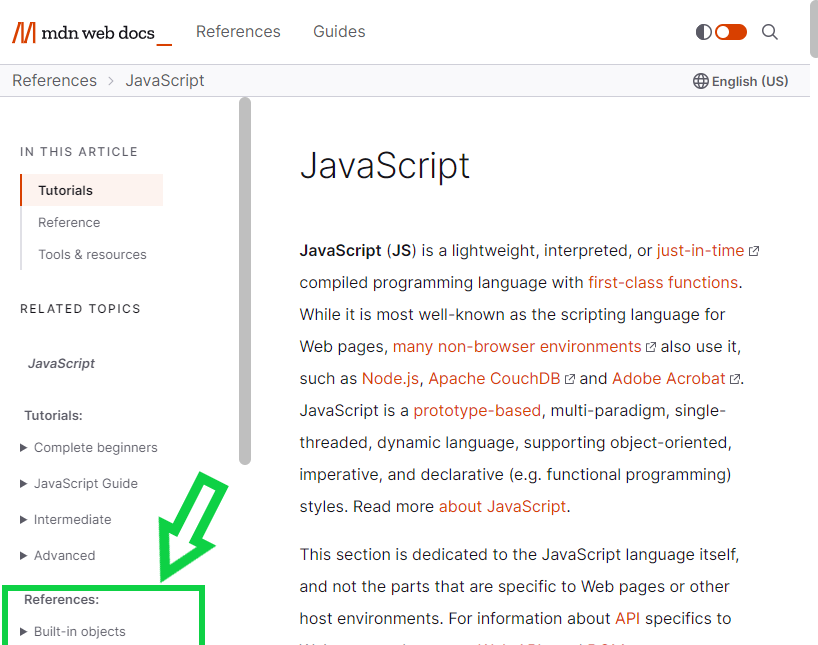 mdn web docs_
References
Guides
References > JavaScript
English (US)
IN THIS ARTICLE
Tutorials
Reference
Tools & resources
RELATED TOPICS
JavaScript
Tutorials:
Complete beginners
JavaScript Guide
Intermediate
Advanced
References:
Built-in objects
JavaScript
JavaScript (JS) is a lightweight, interpreted, or just-in-time
compiled programming language with first-class functions.
While it is most well-known as the scripting language for
Web pages, many non-browser environments also use it,
such as Node.js, Apache CouchDB and Adobe Acrobat.
JavaScript is a prototype-based, multi-paradigm, single-
threaded, dynamic language, supporting object-oriented,
imperative, and declarative (e.g. functional programming)
styles. Read more about JavaScript.
This section is dedicated to the JavaScript language itself,
and not the parts that are specific to Web pages or other
host environments. For information about API specifics to